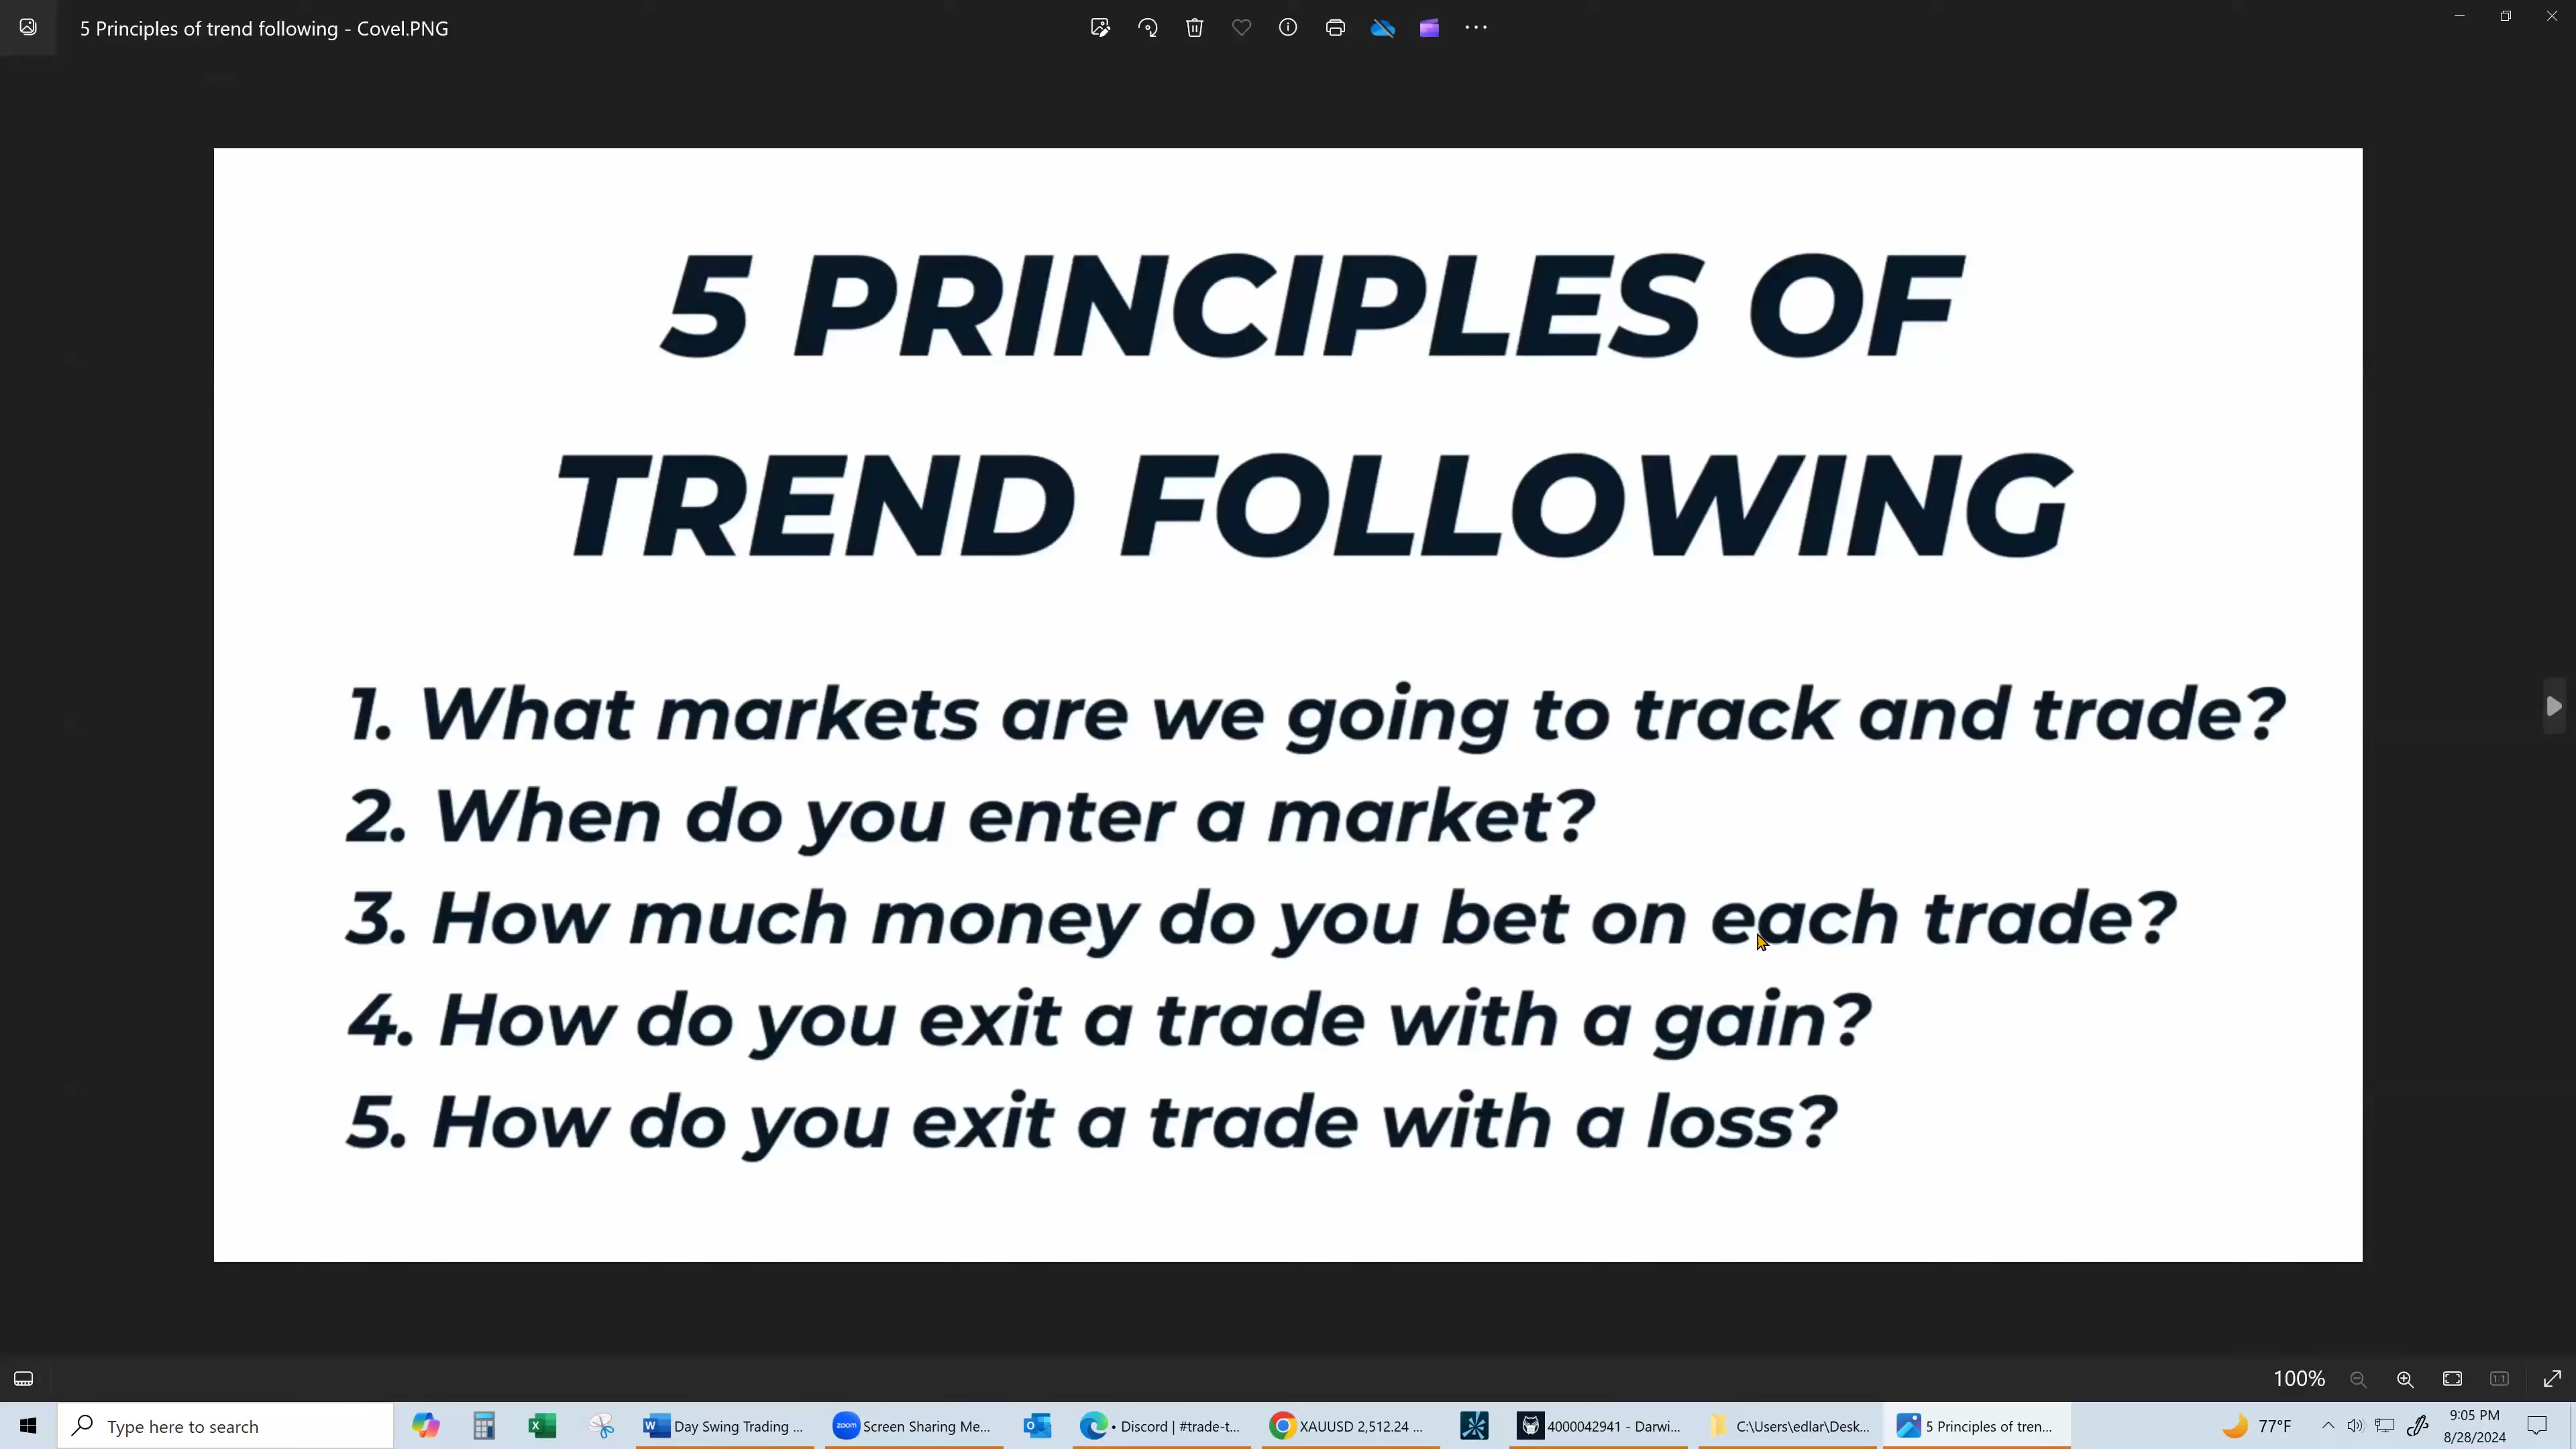 5 Principles of trend following - Covel.PNG
5 PRINCIPLES OF
TREND FOLLOWING
1. What markets are we going to track and trade?
2. When do you enter a market?
3. How much money do you bet on each trade?
4. How do you exit a trade with a gain?
5. How do you exit a trade with a loss?
100%
1:1
Type here to search
Day Swing Trading ...
zoom
Screen Sharing Me...
• Discord | #trade-t...
XAUUSD 2,512.24 ...
4000042941 - Darwi...
C:\Users\edlar\Desk...
5 Principles of tren...
77°F
9:05 PM
8/28/2024